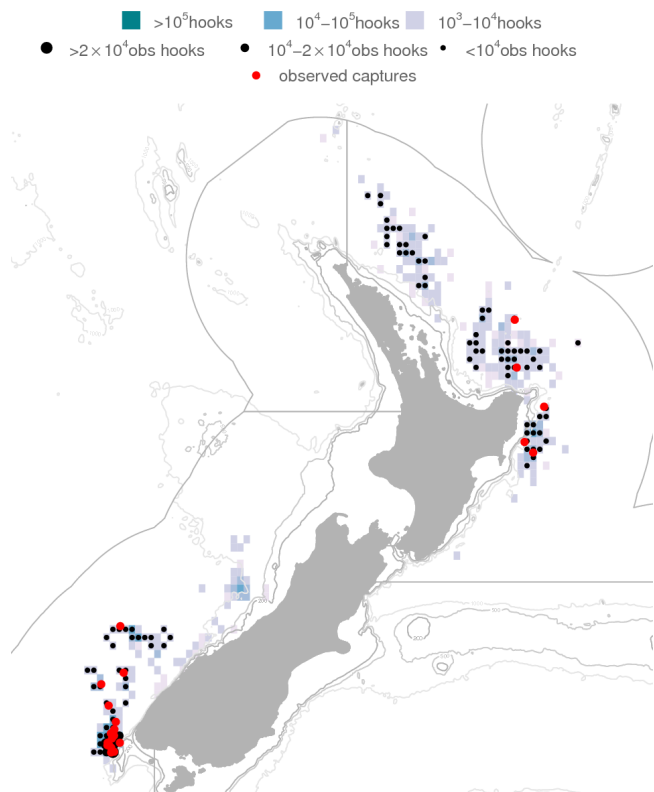 >10⁵hooks 10⁴−10⁵hooks 10³−10⁴hooks
>2×10⁴obs hooks 10⁴−2×10⁴obs hooks <10⁴obs hooks
observed captures